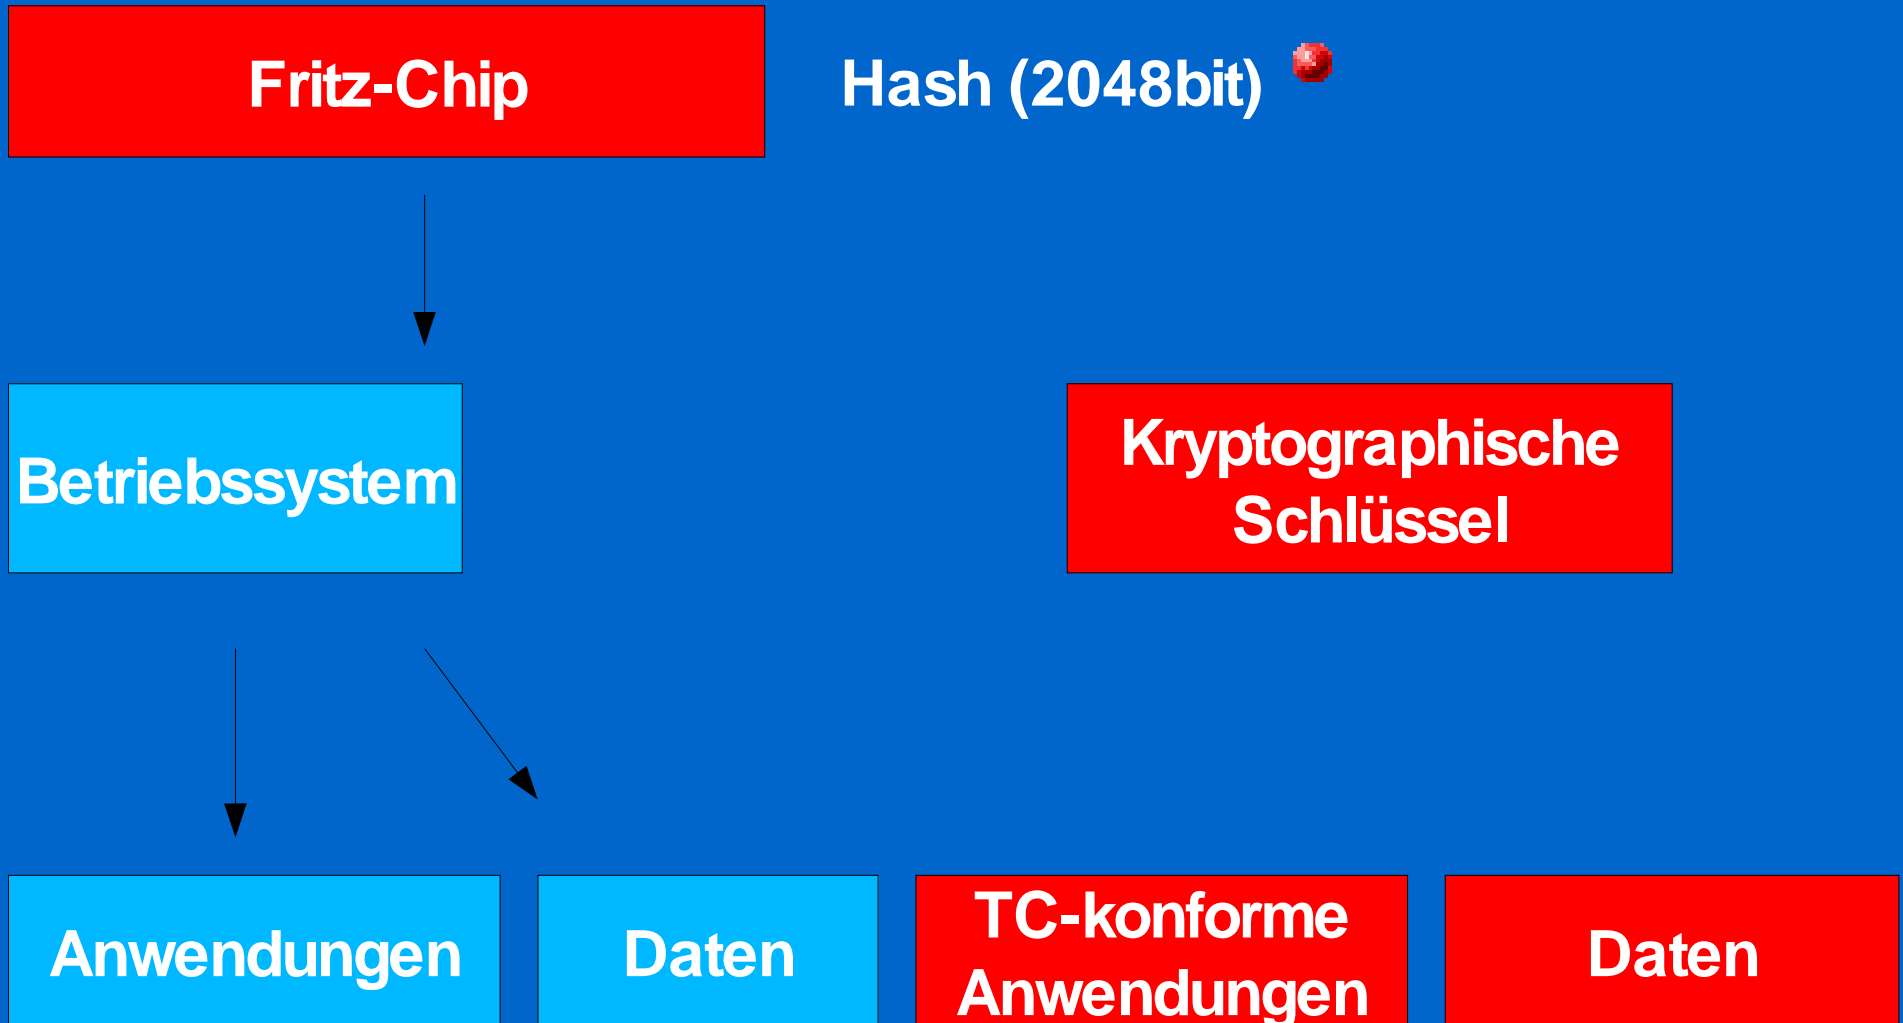 Fritz-Chip
Hash (2048bit)
Betriebssystem
Kryptographische
Schlüssel
Anwendungen
Daten
TC-konforme
Anwendungen
Daten